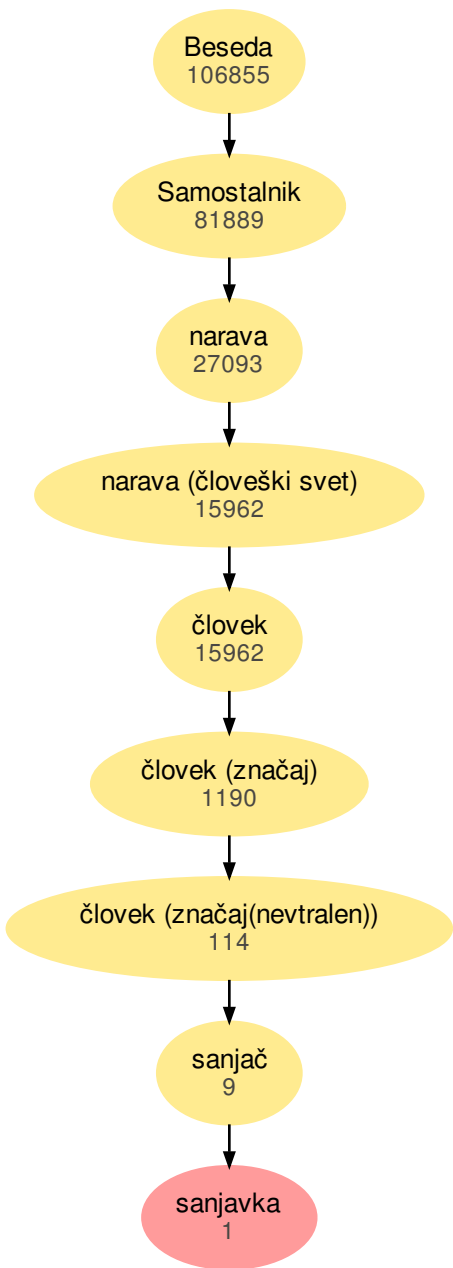 Beseda
106855
Samostalnik
81889
narava
27093
narava (človeški svet)
15962
človek
15962
človek (značaj)
1190
človek (značaj(nevtralen))
114
sanjač
9
sanjavka
1